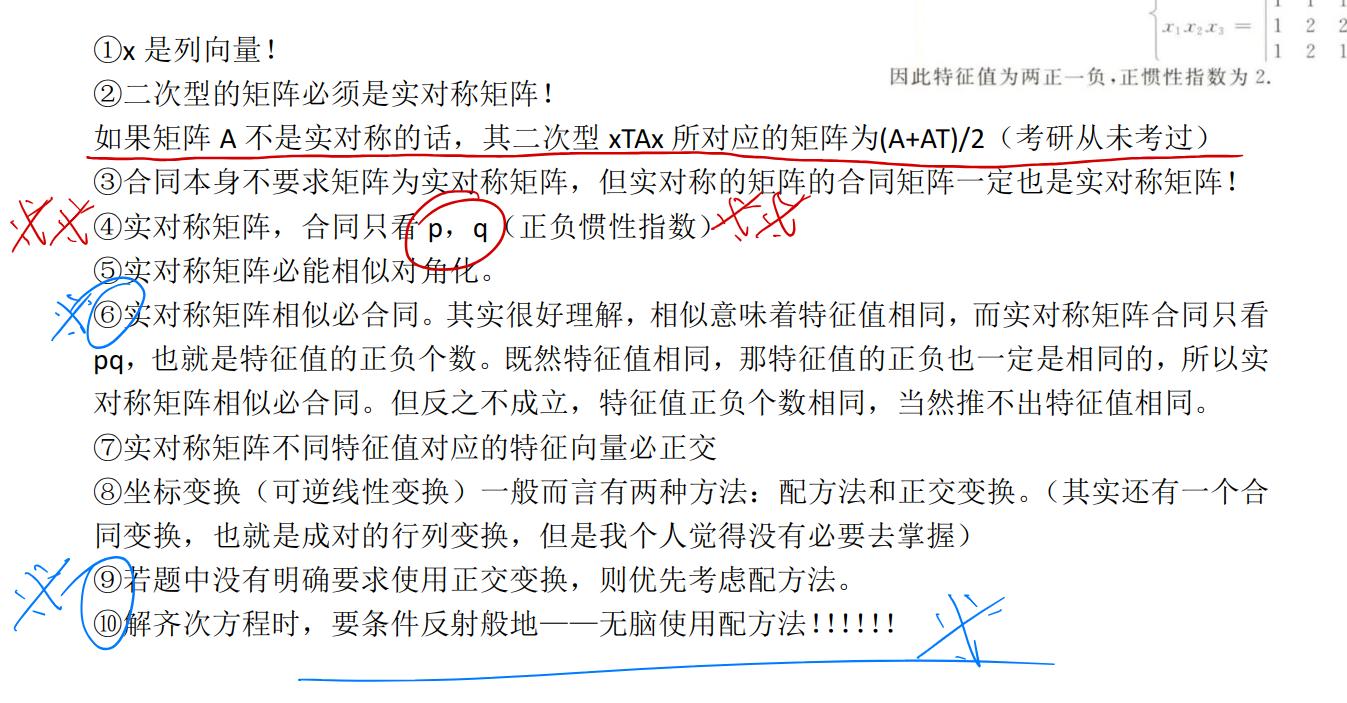 x₁x₂x₃ =
1 1 1
1 2 2
1 2 1
因此特征值为两正一负,正惯性指数为 2.
①x 是列向量！
②二次型的矩阵必须是实对称矩阵！
如果矩阵 A 不是实对称的话，其二次型 xTAx 所对应的矩阵为(A+AT)/2（考研从未考过）
③合同本身不要求矩阵为实对称矩阵，但实对称的矩阵的合同矩阵一定也是实对称矩阵！
④实对称矩阵，合同只看 p，q（正负惯性指数）
⑤实对称矩阵必能相似对角化。
⑥实对称矩阵相似必合同。其实很好理解，相似意味着特征值相同，而实对称矩阵合同只看
pq，也就是特征值的正负个数。既然特征值相同，那特征值的正负也一定是相同的，所以实
对称矩阵相似必合同。但反之不成立，特征值正负个数相同，当然推不出特征值相同。
⑦实对称矩阵不同特征值对应的特征向量必正交
⑧坐标变换（可逆线性变换）一般而言有两种方法：配方法和正交变换。（其实还有一个合
同变换，也就是成对的行列变换，但是我个人觉得没有必要去掌握）
⑨若题中没有明确要求使用正交变换，则优先考虑配方法。
⑩解齐次方程时，要条件反射般地——无脑使用配方法！！！！！！